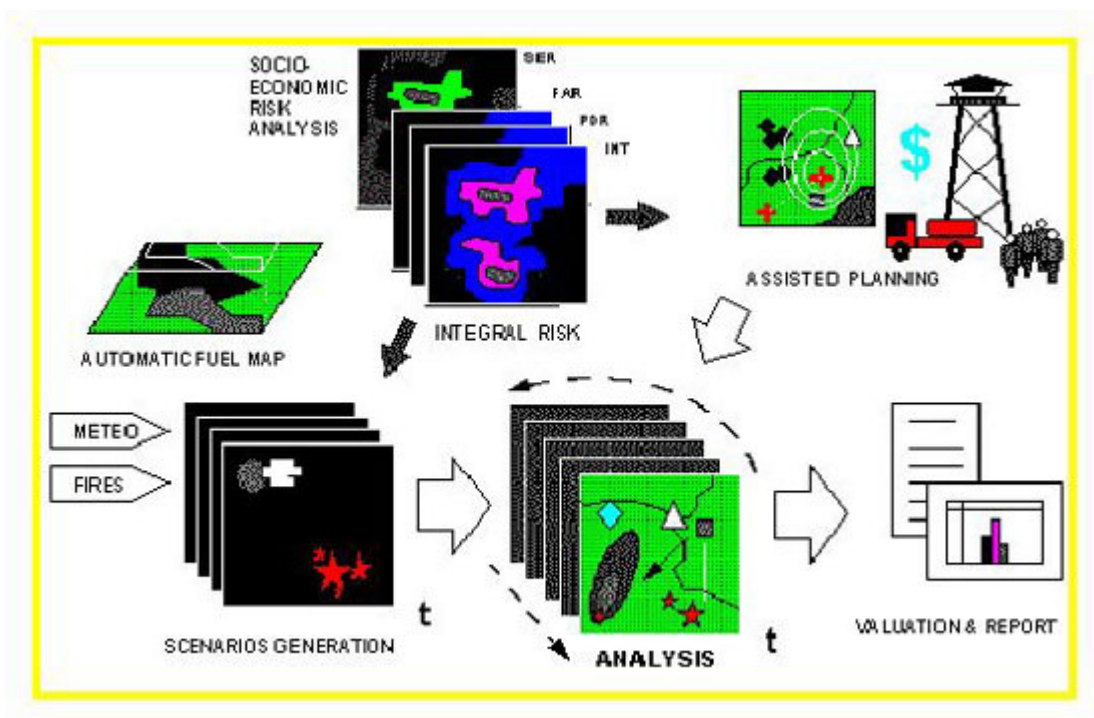 SOCIO-
ECONOMIC
RISK
ANALYSIS
SIER
FAIR
PDR
INT
$
ASSISTED PLANNING
INTEGRAL RISK
AUTOMATIC FUEL MAP
METEO
FIRES
t
SCENARIOS GENERATION
ANALYSIS
t
VALUATION & REPORT